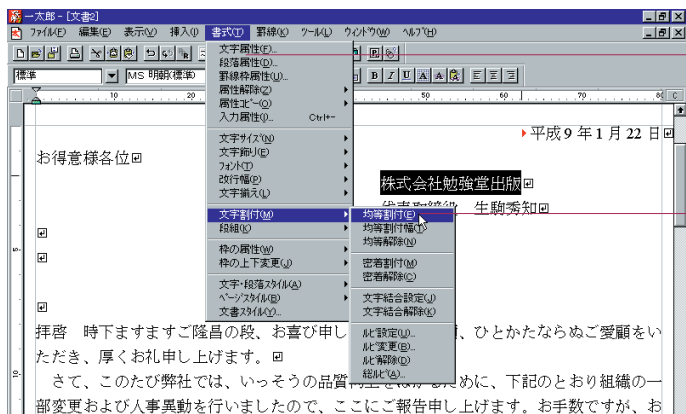 一太郎 - [文書2]
ファイル(F) 編集(E) 表示(V) 挿入(I) 書式(T) 罫線(K) ツール(L) ウィンドウ(W) ヘルプ(H)
標準 MS 明朝(標準) B I U A A
文字属性(F)...
段落属性(D)...
罫線枠属性(U)...
属性解除(Z)
属性コピー(O)
入力属性(I)... Ctrl+-
文字サイズ(N)
文字飾り(E)
フォント(T)
改行幅(P)
文字揃え(L)
文字割付(M)
段組(K)
枠の属性(W)
枠の上下変更(J)
文字・段落スタイル(A)
ページスタイル(B)
文書スタイル(Y)...
均等割付(E)
均等割付幅(T)
均等解除(N)
密着割付(M)
密着解除(C)
文字結合設定(J)
文字結合解除(K)
ルビ設定(U)...
ルビ変更(B)...
ルビ解除(D)
総ルビ(A)...
10 20 50 60 70 80
平成9年1月22日
お得意様各位
株式会社勉強堂出版
生駒秀知
拝啓 時下ますますご隆昌の段、お喜び申し 、ひとかたならぬご愛顧をい
ただき、厚くお礼申し上げます。
さて、このたび弊社では、いっそうの品質 ために、下記のとおり組織の一
部変更および人事異動を行いましたので、ここにご報告申し上げます。お手数ですが、お